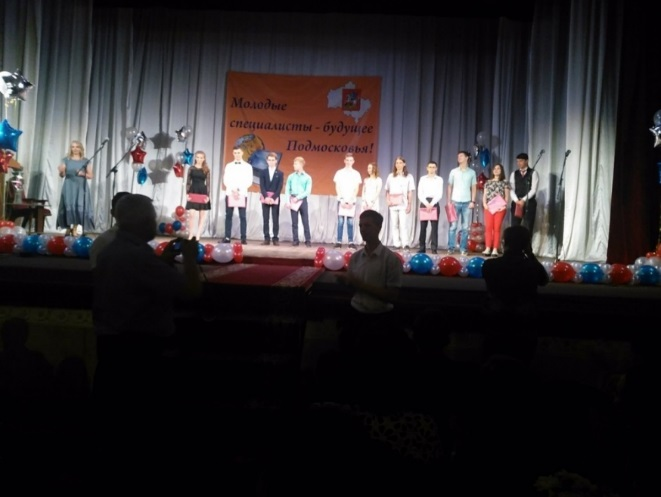 Молодые
специалисты - будущее
Подмосковья!